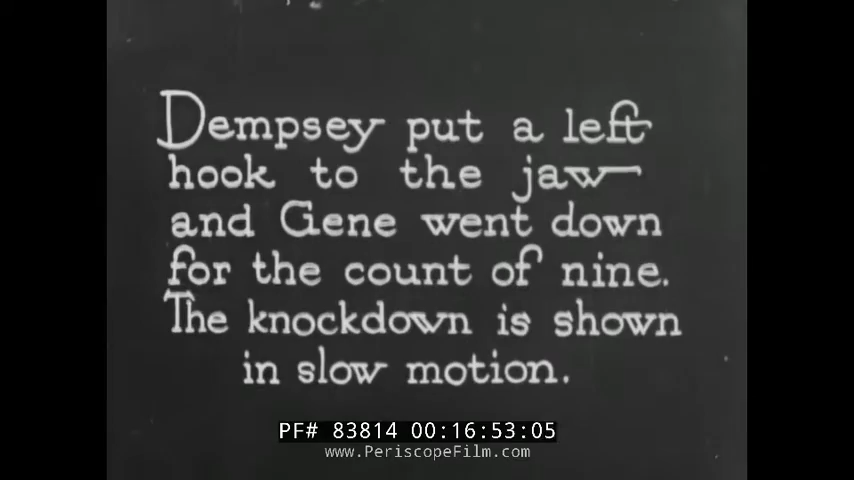 Dempsey put a left
hook to the jaw
and Gene went down
for the count of nine.
The knockdown is shown
in slow motion.
PF# 83814 00:16:53:05
www.PeriscopeFilm.com